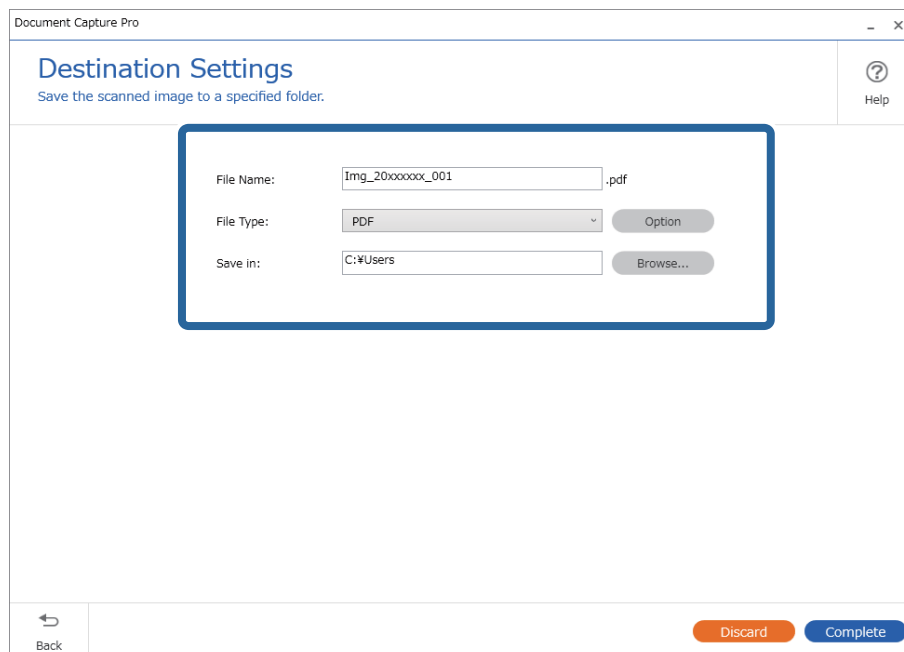 Document Capture Pro
Destination Settings
Save the scanned image to a specified folder.
Help
File Name: Img_20xxxxxx_001 .pdf
File Type: PDF Option
Save in: C:¥Users Browse...
Back
Discard Complete